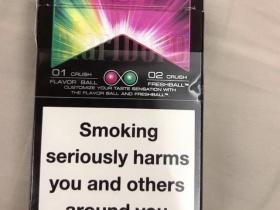 Marlboro
01 CRUSH 02 CRUSH
FLAVOR BALL FRESHBALL™
CUSTOMIZE YOUR TASTE SENSATION WITH
THE FLAVOR BALL AND FRESHBALL™
Smoking
seriously harms
you and others
around you